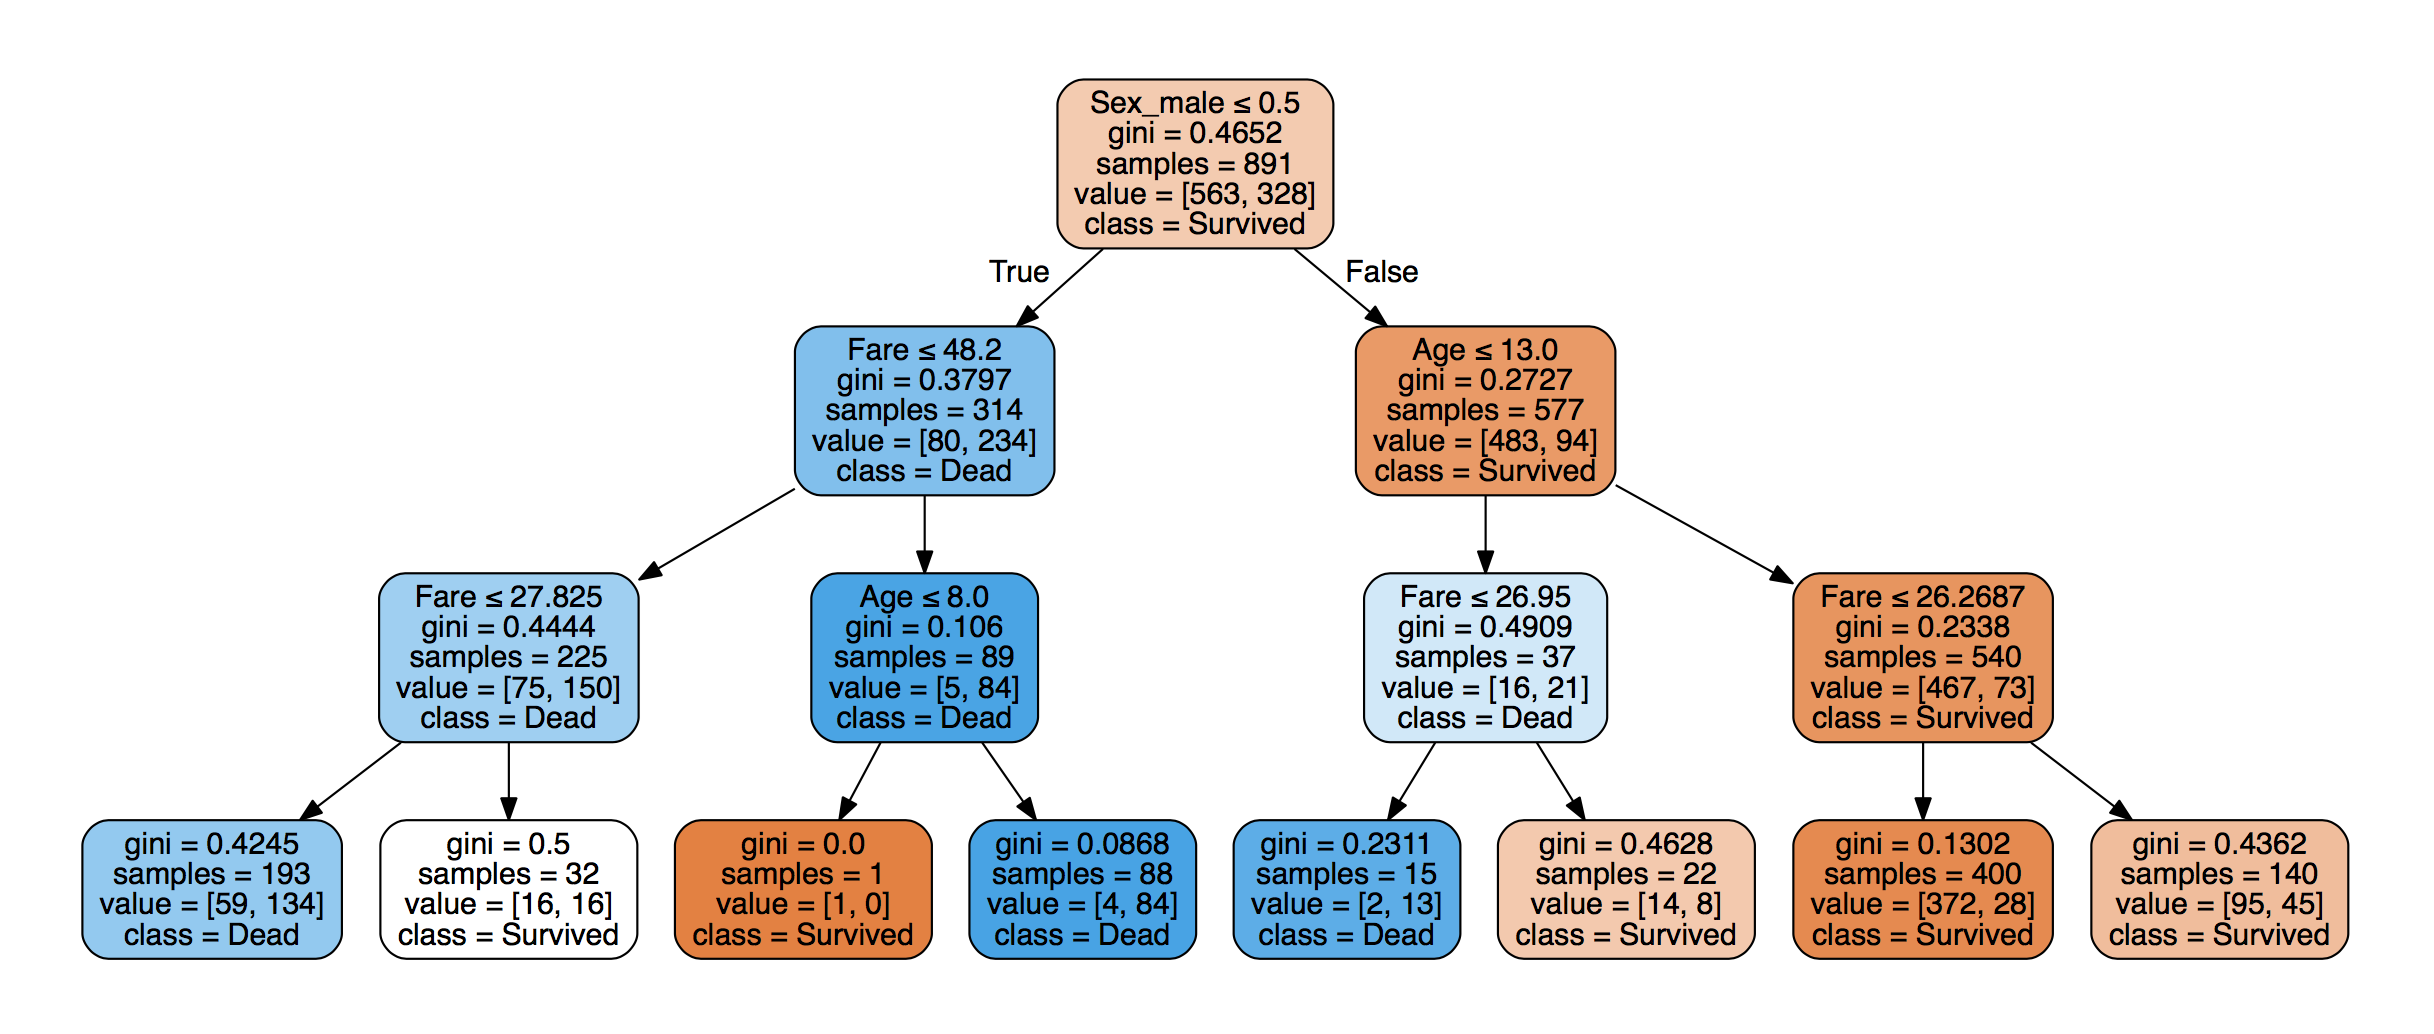 Sex_male ≤ 0.5
gini = 0.4652
samples = 891
value = [563, 328]
class = Survived
True
False
Fare ≤ 48.2
gini = 0.3797
samples = 314
value = [80, 234]
class = Dead
Age ≤ 13.0
gini = 0.2727
samples = 577
value = [483, 94]
class = Survived
Fare ≤ 27.825
gini = 0.4444
samples = 225
value = [75, 150]
class = Dead
Age ≤ 8.0
gini = 0.106
samples = 89
value = [5, 84]
class = Dead
Fare ≤ 26.95
gini = 0.4909
samples = 37
value = [16, 21]
class = Dead
Fare ≤ 26.2687
gini = 0.2338
samples = 540
value = [467, 73]
class = Survived
gini = 0.4245
samples = 193
value = [59, 134]
class = Dead
gini = 0.5
samples = 32
value = [16, 16]
class = Survived
gini = 0.0
samples = 1
value = [1, 0]
class = Survived
gini = 0.0868
samples = 88
value = [4, 84]
class = Dead
gini = 0.2311
samples = 15
value = [2, 13]
class = Dead
gini = 0.4628
samples = 22
value = [14, 8]
class = Survived
gini = 0.1302
samples = 400
value = [372, 28]
class = Survived
gini = 0.4362
samples = 140
value = [95, 45]
class = Survived